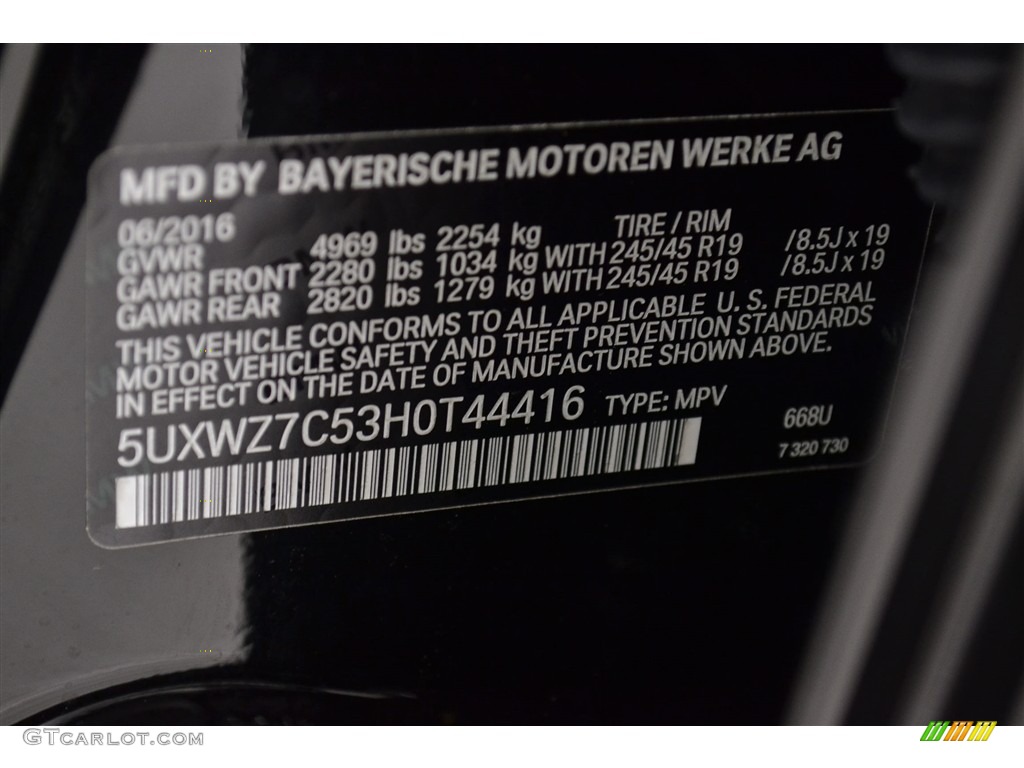 MFD BY BAYERISCHE MOTOREN WERKE AG
06/2016 TIRE / RIM
GVWR 4969 lbs 2254 kg
GAWR FRONT 2280 lbs 1034 kg WITH 245/45 R19 /8.5J x 19
GAWR REAR 2820 lbs 1279 kg WITH 245/45 R19 /8.5J x 19
THIS VEHICLE CONFORMS TO ALL APPLICABLE U. S. FEDERAL
MOTOR VEHICLE SAFETY AND THEFT PREVENTION STANDARDS
IN EFFECT ON THE DATE OF MANUFACTURE SHOWN ABOVE.
5UXWZ7C53H0T44416 TYPE: MPV 668U
7 320 730
GTCARLOT.COM